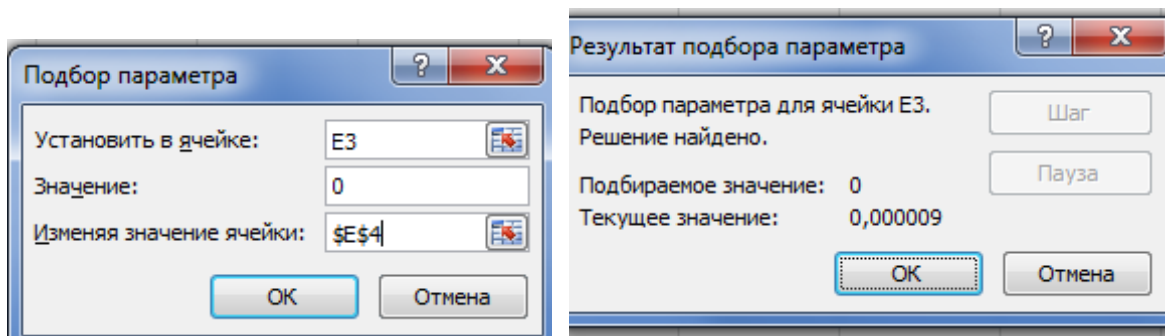 Подбор параметра
?
X
Установить в ячейке:
E3
Значение:
0
Изменяя значение ячейки:
$E$4
ОК
Отмена
Результат подбора параметра
?
X
Подбор параметра для ячейки E3.
Решение найдено.
Шаг
Пауза
Подбираемое значение: 0
Текущее значение: 0,000009
ОК
Отмена